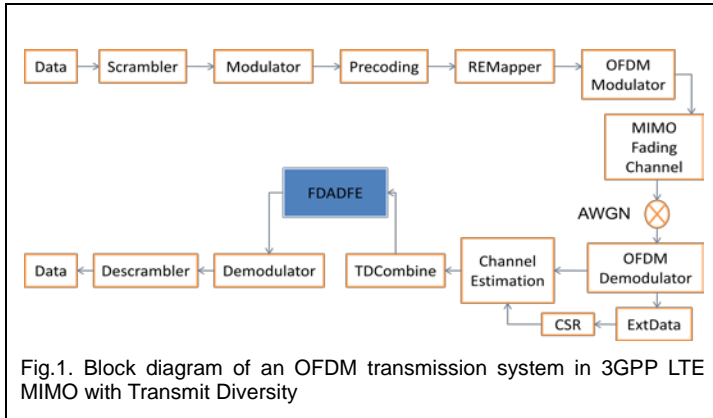 Data
Scrambler
Modulator
Precoding
REMapper
OFDM
Modulator
MIMO
Fading
Channel
AWGN
FDADFE
Data
Descrambler
Demodulator
TDCombine
Channel
Estimation
OFDM
Demodulator
CSR
ExtData
Fig.1. Block diagram of an OFDM transmission system in 3GPP LTE
MIMO with Transmit Diversity